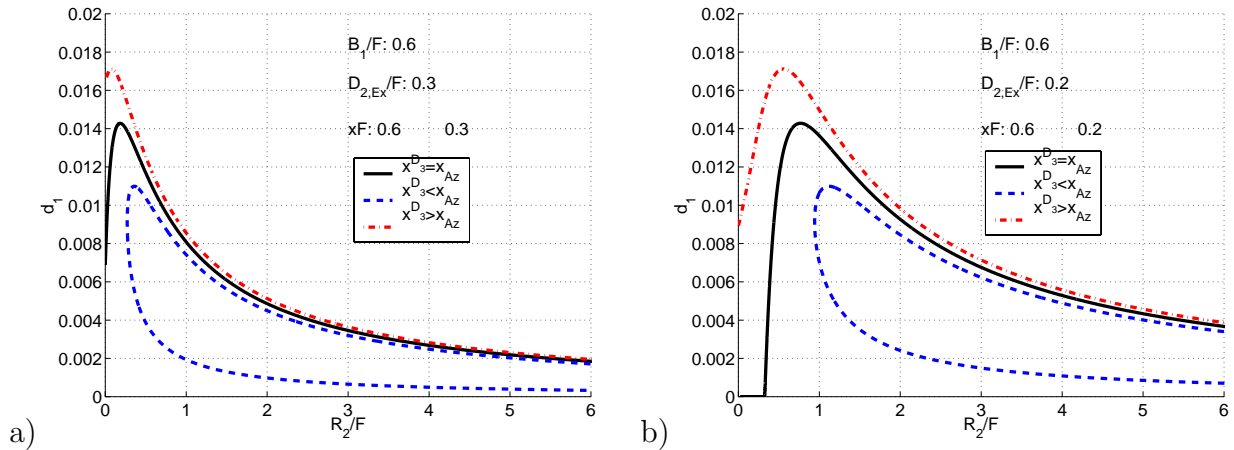 0.02
0.018
0.016
0.014
0.012
0.01
0.008
0.006
0.004
0.002
0
d1
0 1 2 3 4 5 6
R2/F
B1/F: 0.6
D2,Ex/F: 0.3
xF: 0.6 0.3
xD3=xAz
xD3<xAz
xD3>xAz
a)
0.02
0.018
0.016
0.014
0.012
0.01
0.008
0.006
0.004
0.002
0
d1
0 1 2 3 4 5 6
R2/F
B1/F: 0.6
D2,Ex/F: 0.2
xF: 0.6 0.2
xD3=xAz
xD3<xAz
xD3>xAz
b)